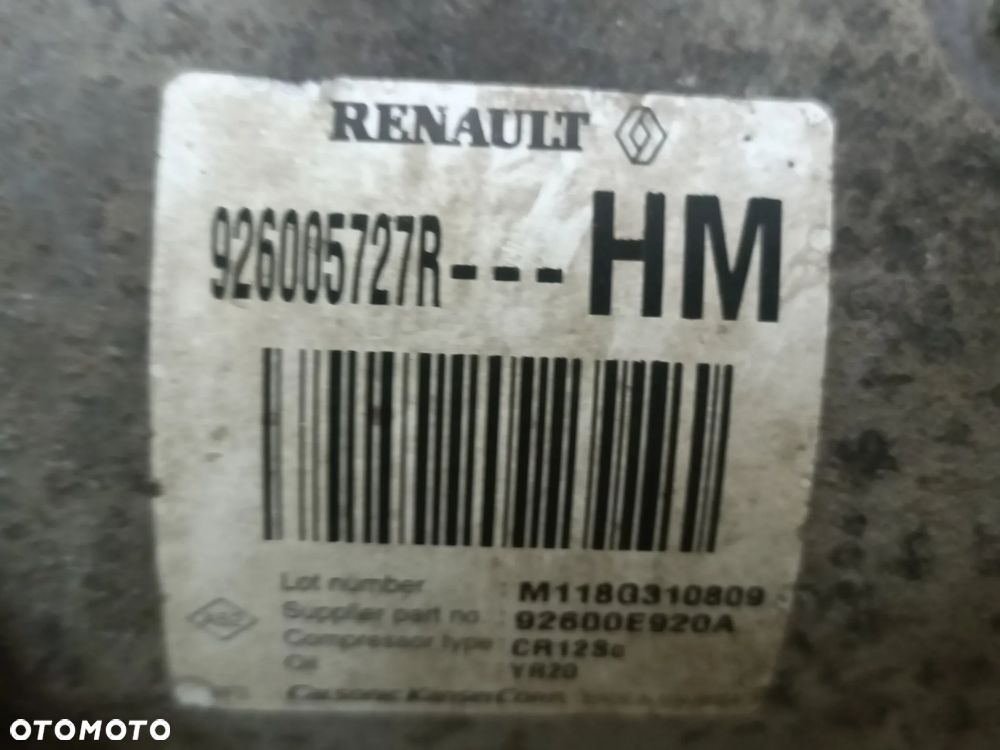 RENAULT
926005727R---HM
Lot number : M118G310809
Supplier part no : 92600E920A
Compressor type : CR12Sc
Oil : YR20
Calsonic Kansei Corp.
OTOMOTO